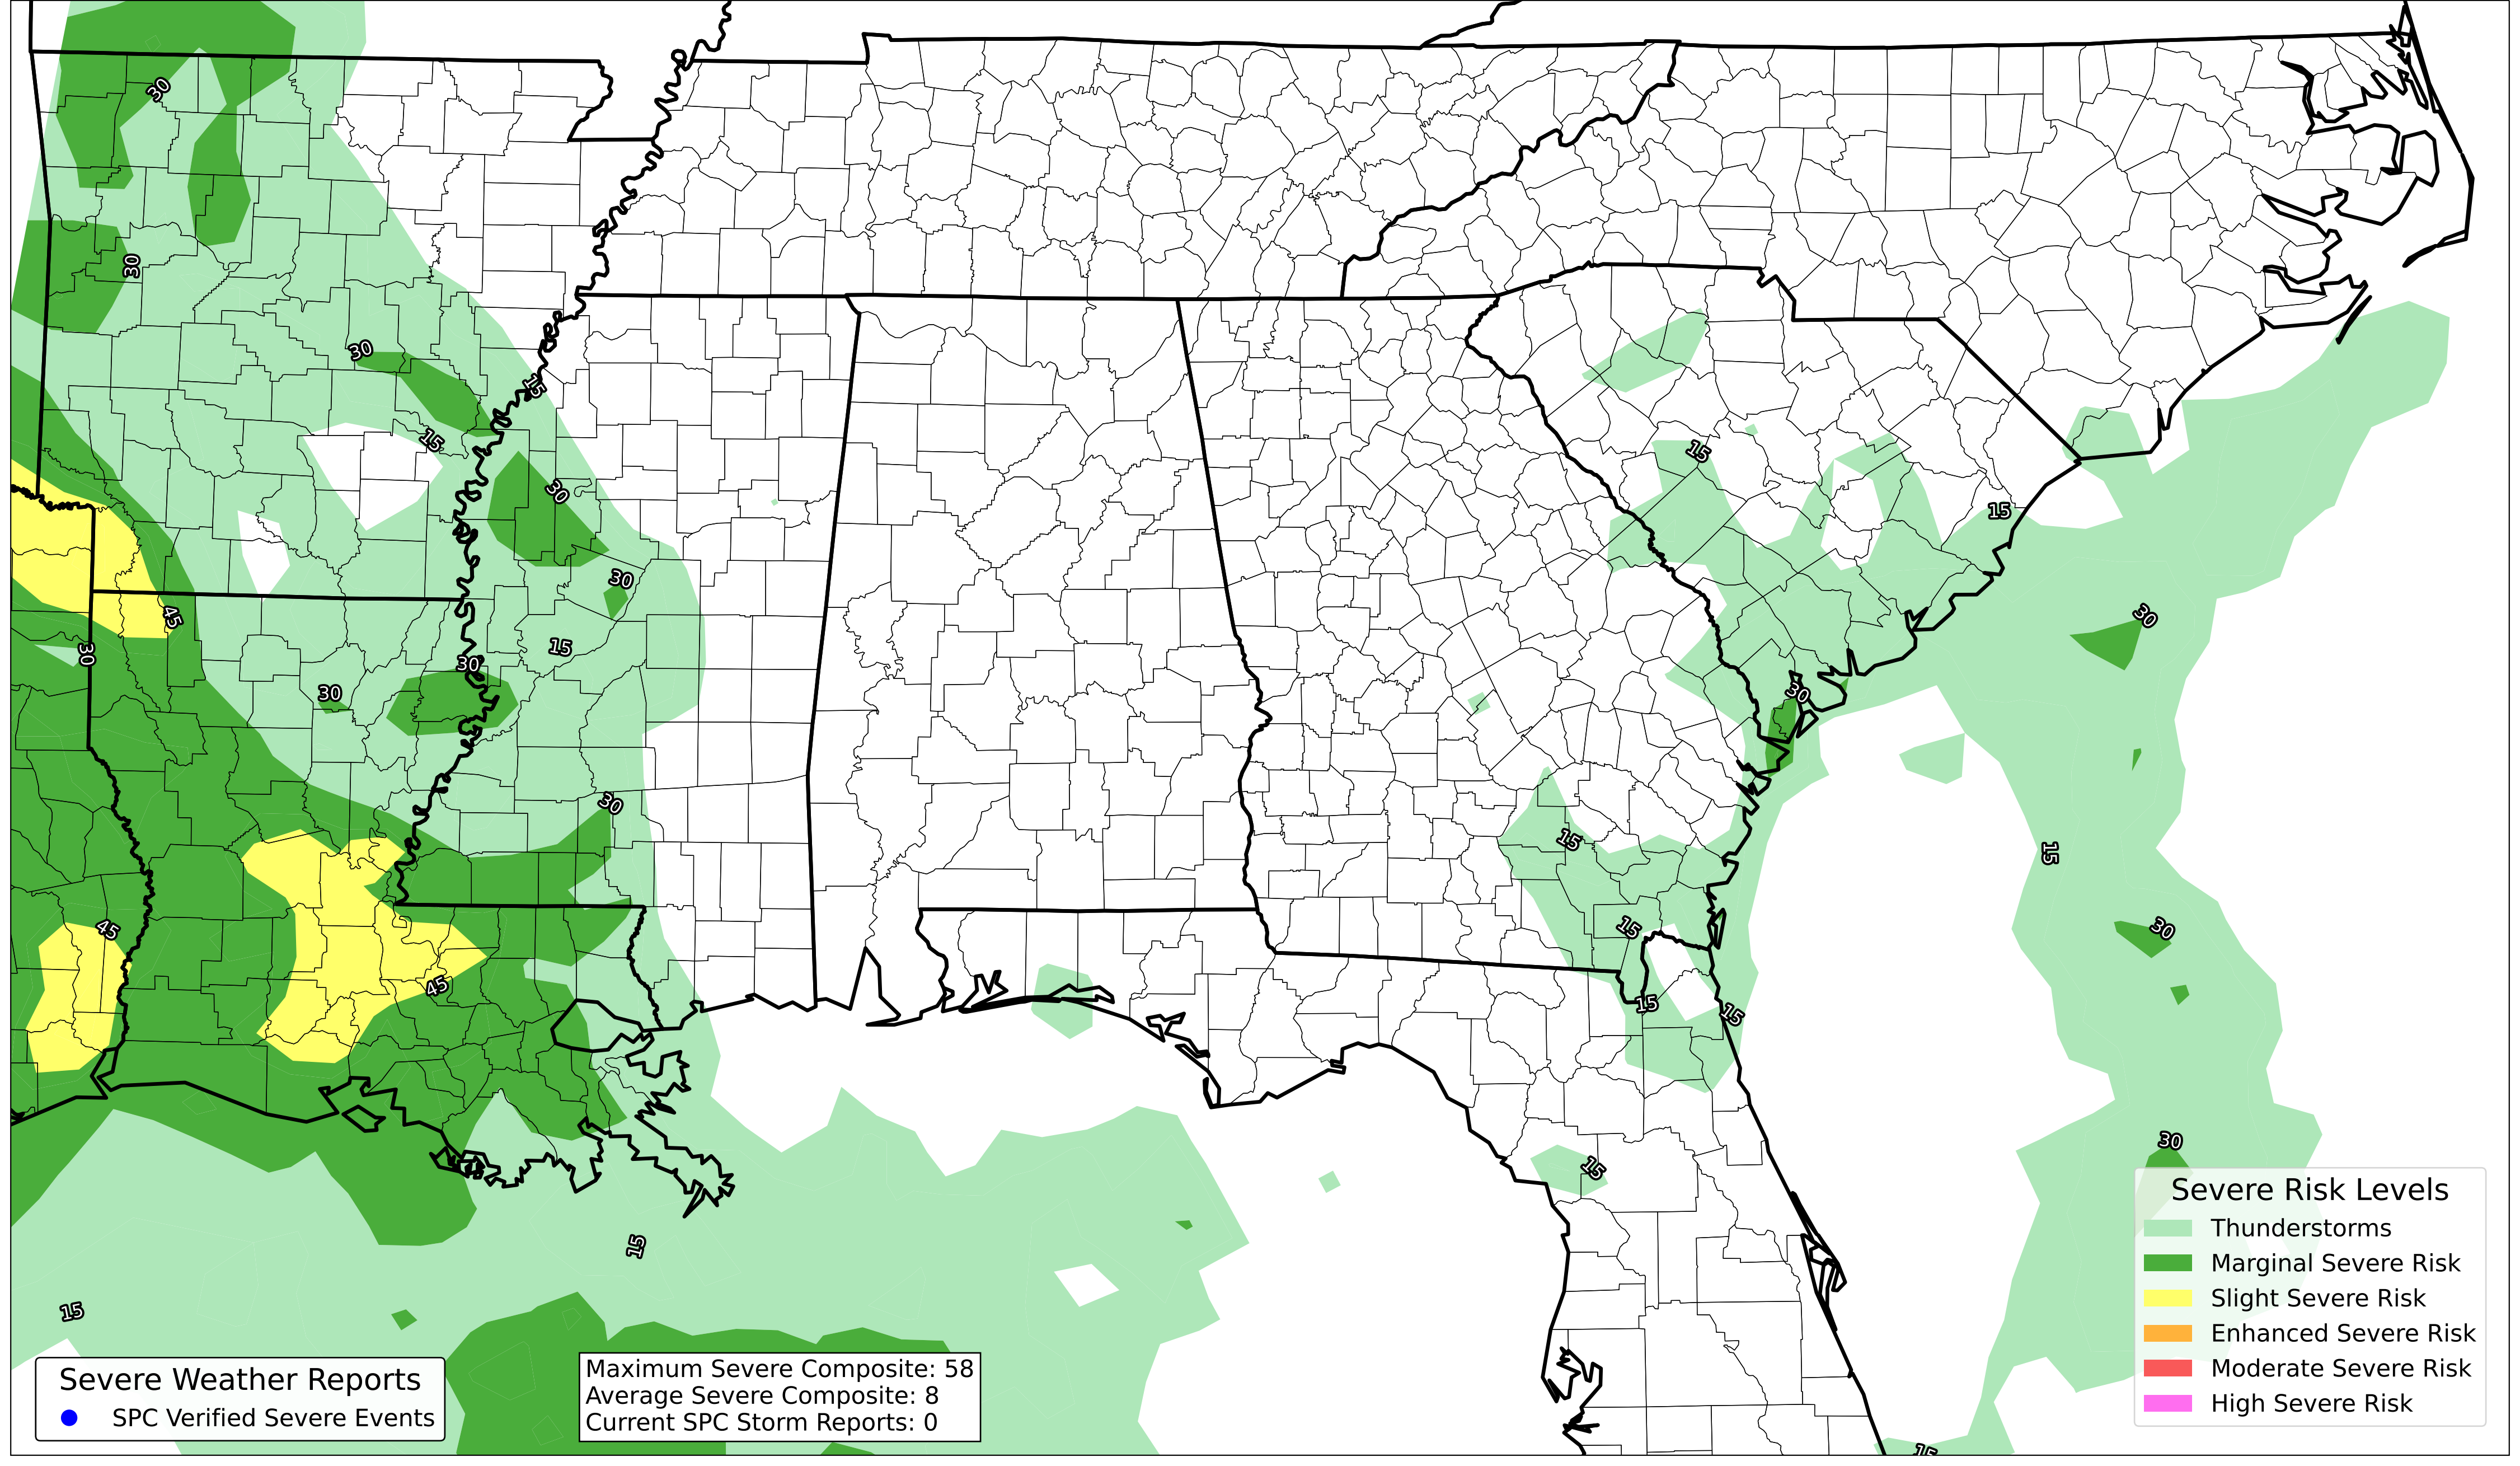 30
30
30
15
15
30
15
15
30
15
45
30
30
30
15
30
30
30
30
15
15
45
15
30
45
15
15
30
15
15
15
15
Severe Risk Levels
Thunderstorms
Marginal Severe Risk
Slight Severe Risk
Enhanced Severe Risk
Moderate Severe Risk
High Severe Risk
Severe Weather Reports
SPC Verified Severe Events
Maximum Severe Composite: 58
Average Severe Composite: 8
Current SPC Storm Reports: 0